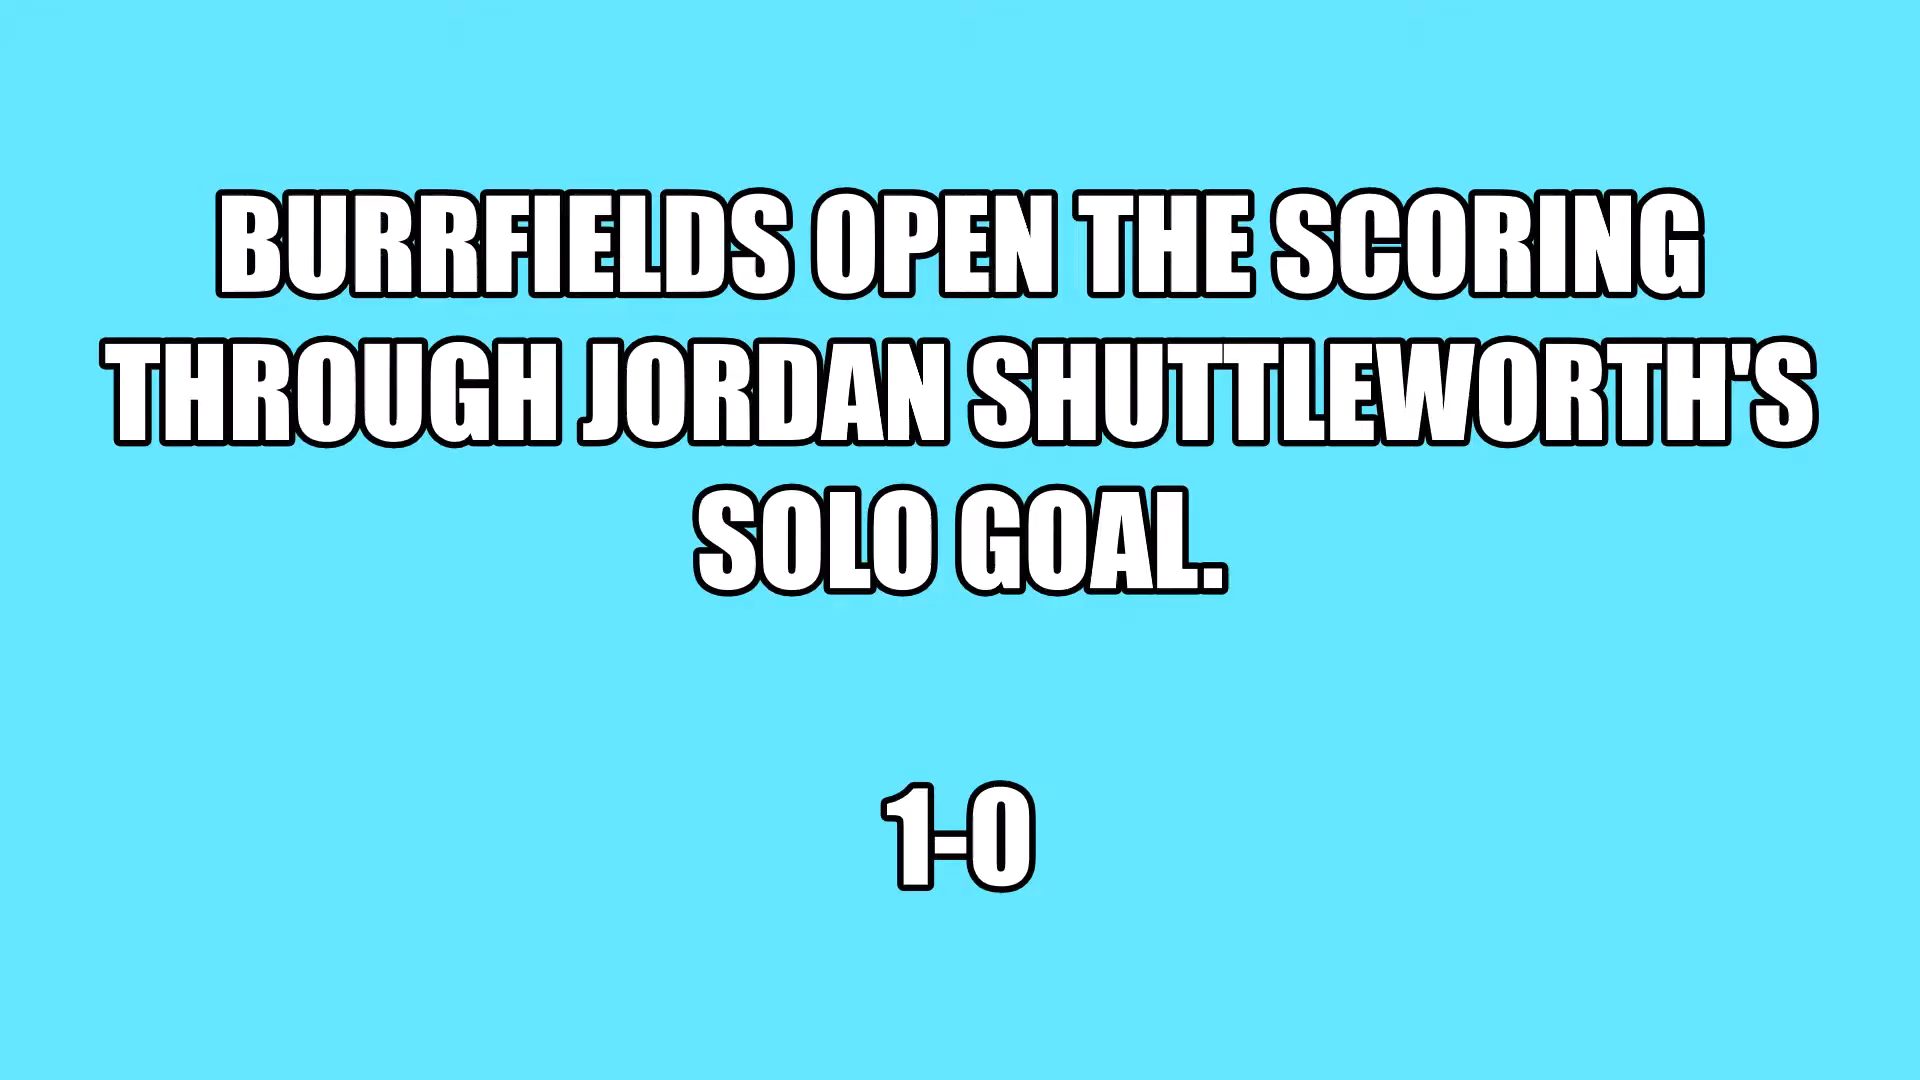 BURRFIELDS OPEN THE SCORING
THROUGH JORDAN SHUTTLEWORTH'S
SOLO GOAL.
1-0